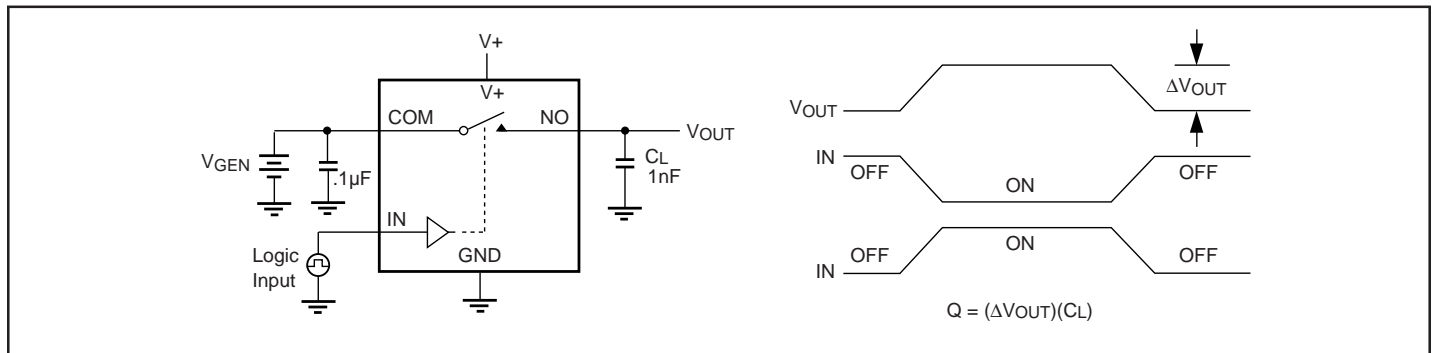 V+
V+
COM
NO
VOUT
VGEN
.1µF
CL
1nF
IN
Logic
Input
GND
VOUT
ΔVOUT
IN
OFF
ON
OFF
IN
OFF
ON
OFF
Q = (ΔVOUT)(CL)